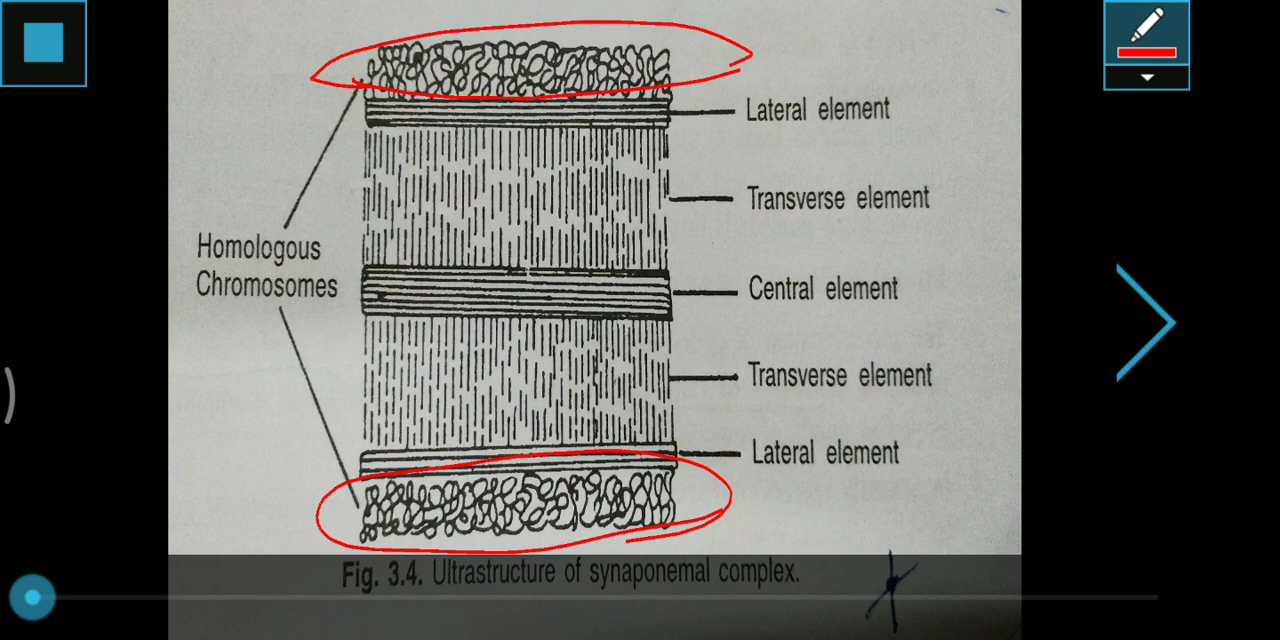 Lateral element
Transverse element
Homologous
Chromosomes
Central element
Transverse element
Lateral element
Fig. 3.4. Ultrastructure of synaponemal complex.